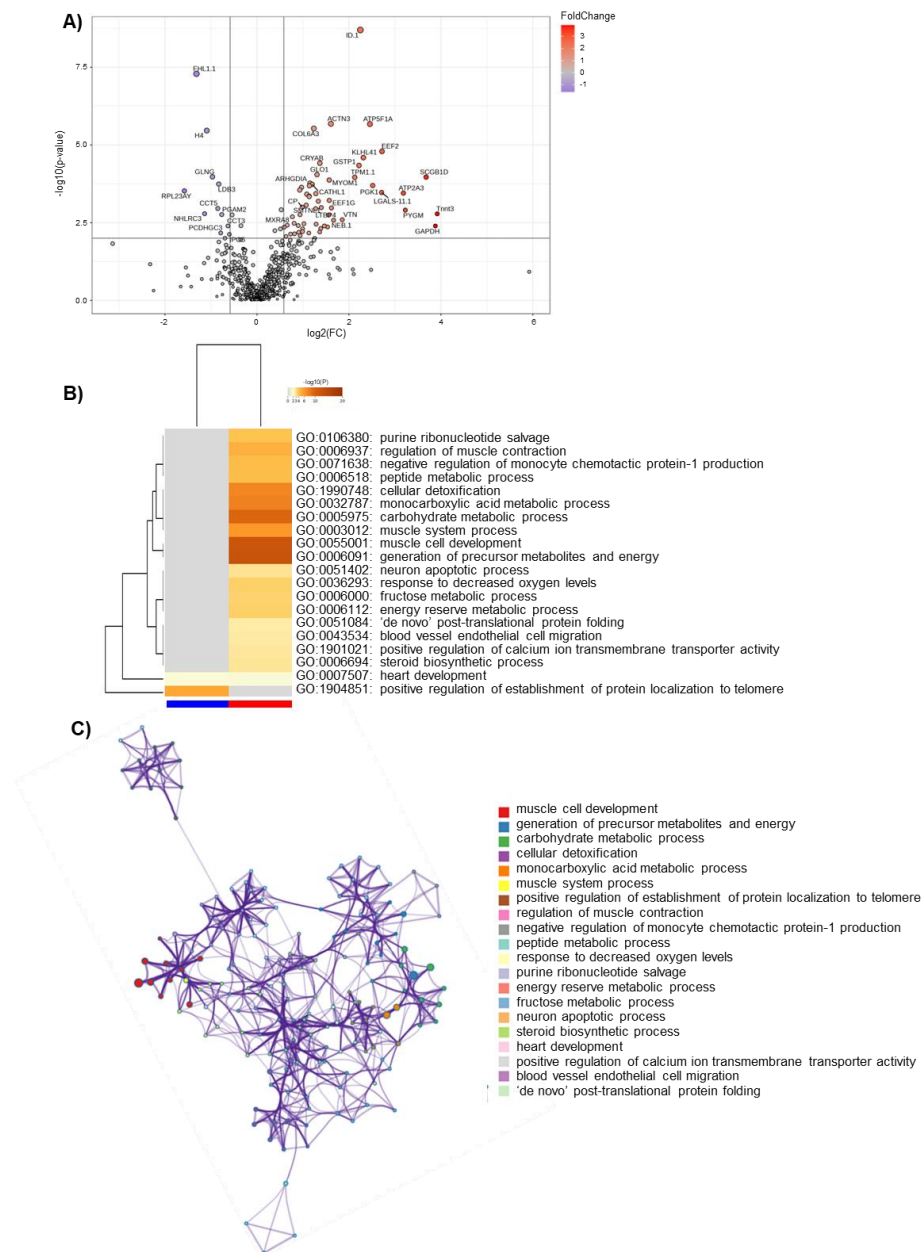 A)
FoldChange
3
2
1
0
-1
ID.1
7.5
EHL1.1
ACTN3
ATP5F1A
COL6A3
H4
-log10(p-value)
5.0
EEF2
KLHL41
CRYAB
GSTP1
GLO1
TPM1.1
SCGB1D
GLNG
ARHGDIA
MYOM1
LDB3
RPL23AY
CATHL1
PGK1
ATP2A3
LGALS-11.1
CP
EEF1G
CCT5
PGAM2
NHLRC3
LTBP4
VTN
PYGM
Tnnt3
2.5
CCT3
MXRA8
NEB.1
PCDHGC3
GAPDH
0.0
-2
0
2
4
6
log2(FC)
B)
-log10(P)
0 2 3 4 6 10 20
GO:0106380: purine ribonucleotide salvage
GO:0006937: regulation of muscle contraction
GO:0071638: negative regulation of monocyte chemotactic protein-1 production
GO:0006518: peptide metabolic process
GO:1990748: cellular detoxification
GO:0032787: monocarboxylic acid metabolic process
GO:0005975: carbohydrate metabolic process
GO:0003012: muscle system process
GO:0055001: muscle cell development
GO:0006091: generation of precursor metabolites and energy
GO:0051402: neuron apoptotic process
GO:0036293: response to decreased oxygen levels
GO:0006000: fructose metabolic process
GO:0006112: energy reserve metabolic process
GO:0051084: 'de novo' post-translational protein folding
GO:0043534: blood vessel endothelial cell migration
GO:1901021: positive regulation of calcium ion transmembrane transporter activity
GO:0006694: steroid biosynthetic process
GO:0007507: heart development
GO:1904851: positive regulation of establishment of protein localization to telomere
C)
muscle cell development
generation of precursor metabolites and energy
carbohydrate metabolic process
cellular detoxification
monocarboxylic acid metabolic process
muscle system process
positive regulation of establishment of protein localization to telomere
regulation of muscle contraction
negative regulation of monocyte chemotactic protein-1 production
peptide metabolic process
response to decreased oxygen levels
purine ribonucleotide salvage
energy reserve metabolic process
fructose metabolic process
neuron apoptotic process
steroid biosynthetic process
heart development
positive regulation of calcium ion transmembrane transporter activity
blood vessel endothelial cell migration
'de novo' post-translational protein folding